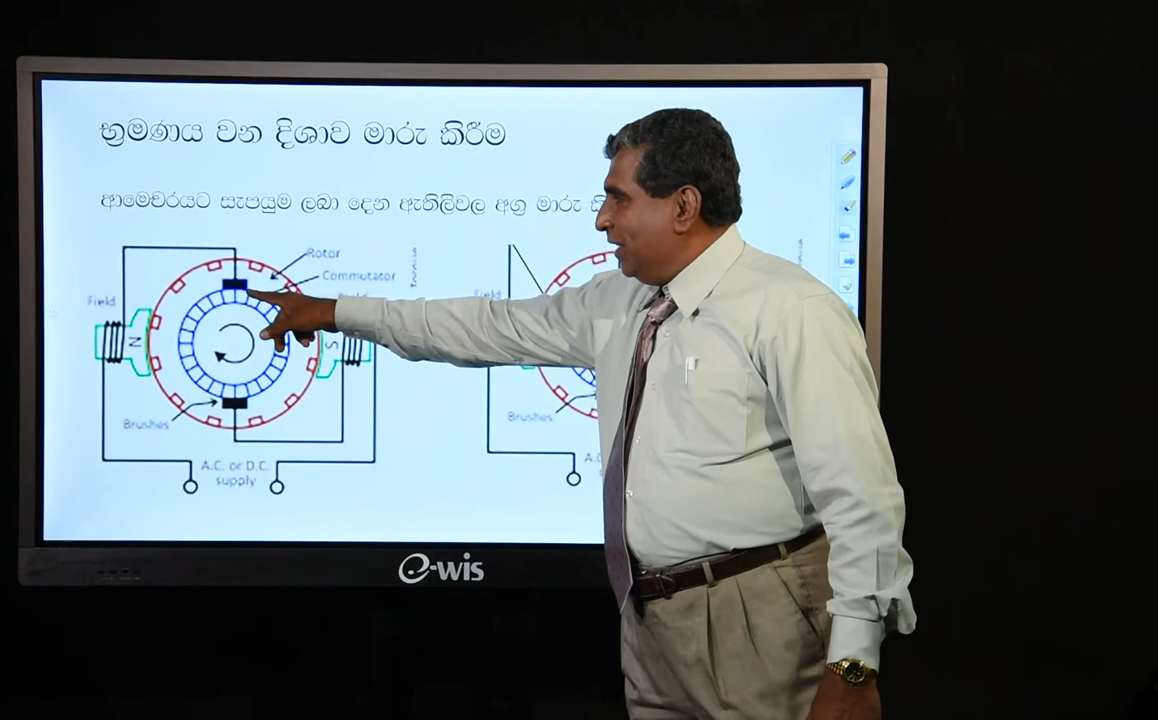 භ්‍රමණය වන දිශාව මාරු කිරීම
ආමෙචරයට සැපයුම ලබා දෙන ඇතිලිවල අග්‍ර මාරු
Rotor
Commutator
Field
N
S
Brushes
A.C. or D.C.
supply
Field
Brushes
e-wis